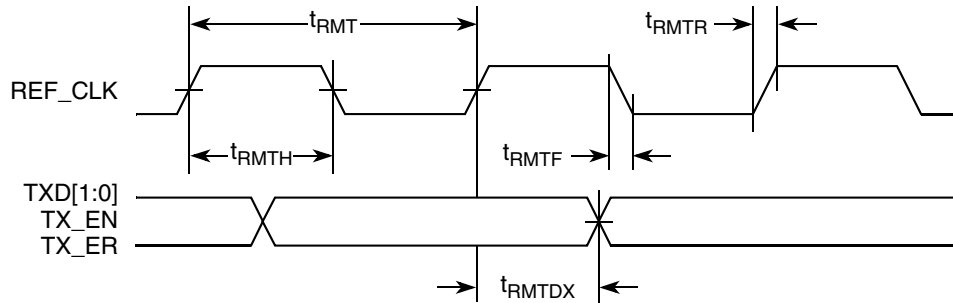 tRMT
tRMTR
REF_CLK
tRMTH
tRMTF
TXD[1:0]
TX_EN
TX_ER
tRMTDX